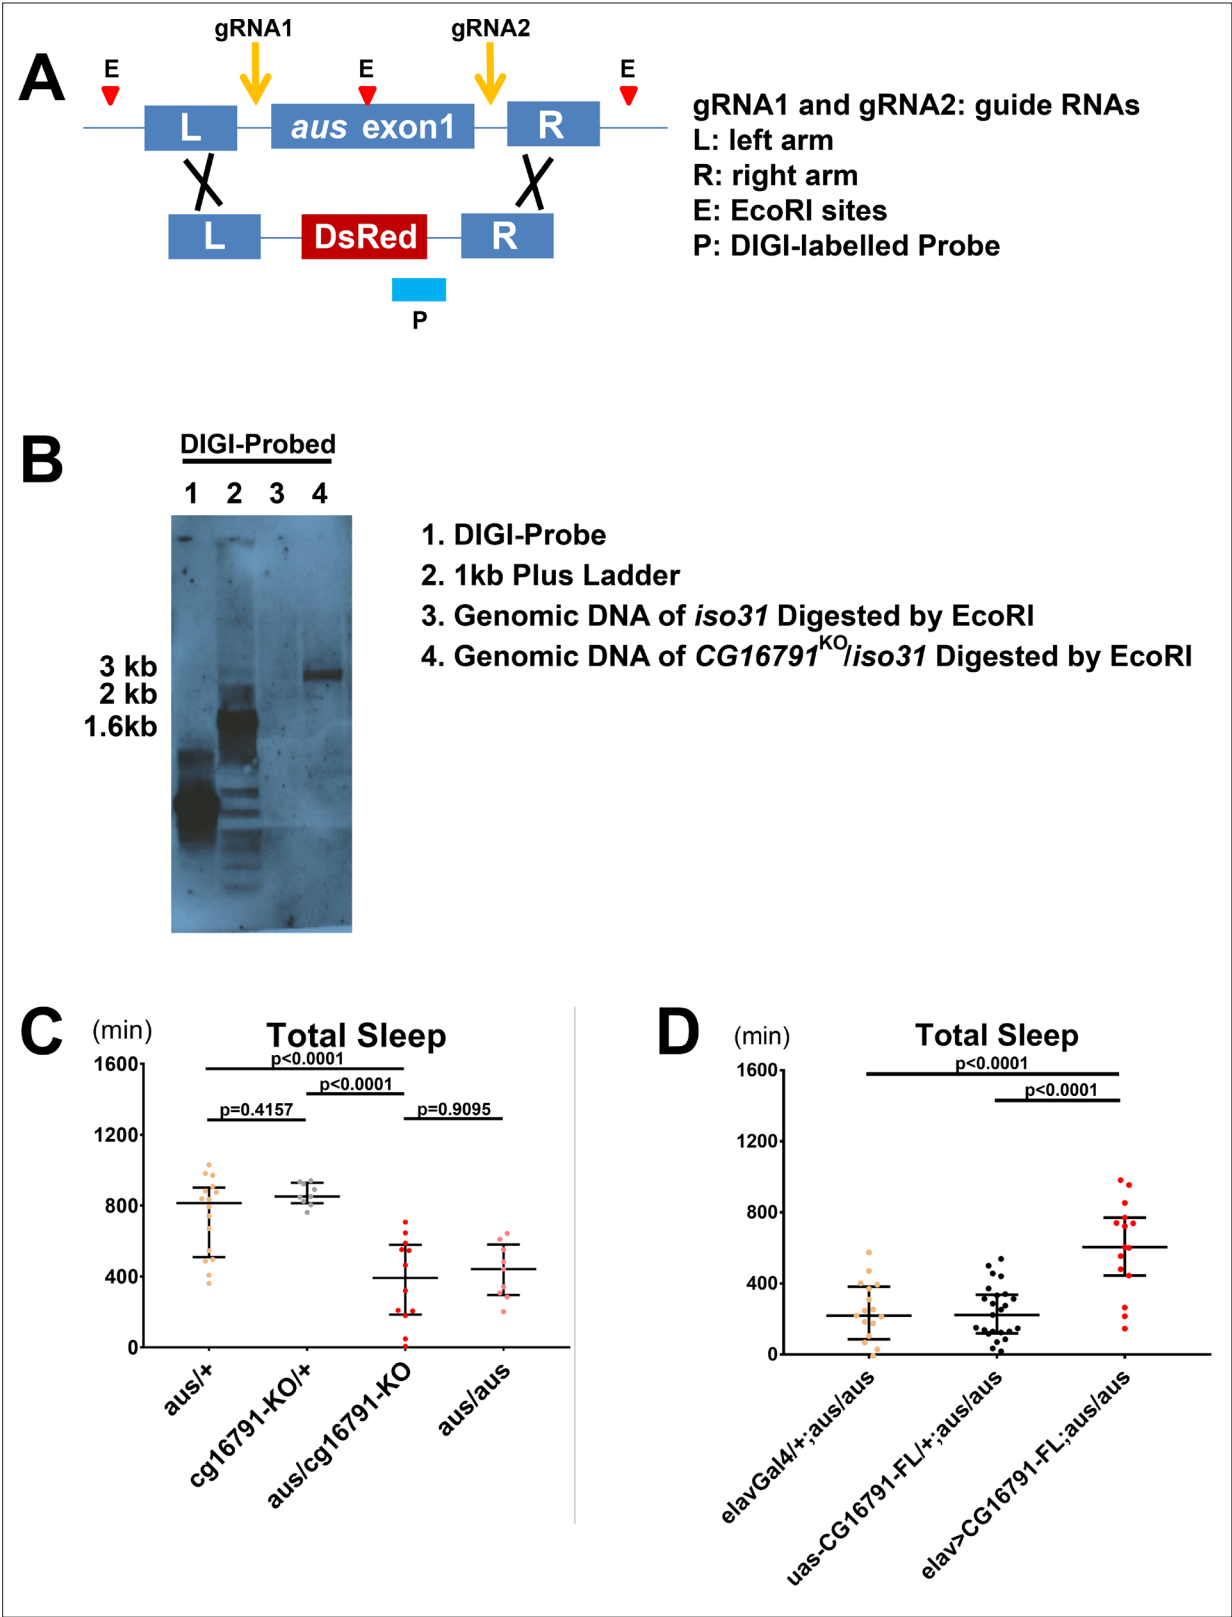 A
gRNA1
gRNA2
E
E
E
L
aus exon1
R
L
DsRed
R
P
gRNA1 and gRNA2: guide RNAs
L: left arm
R: right arm
E: EcoRI sites
P: DIGI-labelled Probe
B
DIGI-Probed
1 2 3 4
3 kb
2 kb
1.6kb
1. DIGI-Probe
2. 1kb Plus Ladder
3. Genomic DNA of iso31 Digested by EcoRI
4. Genomic DNA of CG16791KO/iso31 Digested by EcoRI
C
(min)
Total Sleep
p<0.0001
p<0.0001
p=0.4157
p=0.9095
1600
1200
800
400
0
aus/+
cg16791-KO/+
aus/cg16791-KO
aus/aus
D
(min)
Total Sleep
p<0.0001
p<0.0001
1600
1200
800
400
0
elavGal4/+;aus/aus
uas-CG16791-FL/+;aus/aus
elav>CG16791-FL;aus/aus